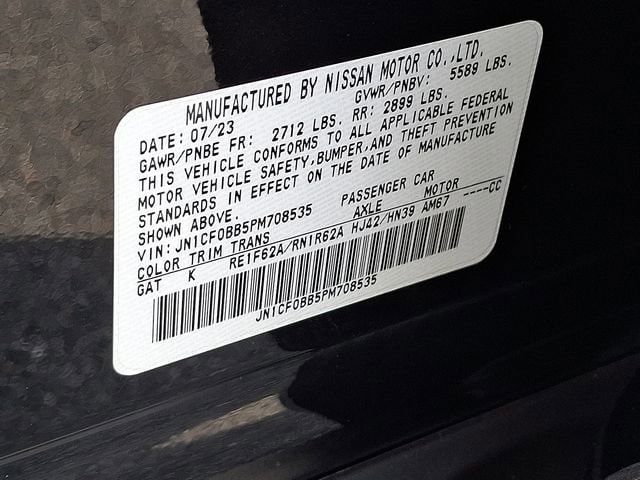 MANUFACTURED BY NISSAN MOTOR CO.,LTD.
DATE: 07/23 GVWR/PNBV: 5589 LBS.
GAWR/PNBE FR: 2712 LBS. RR: 2899 LBS.
THIS VEHICLE CONFORMS TO ALL APPLICABLE FEDERAL
MOTOR VEHICLE SAFETY,BUMPER,AND THEFT PREVENTION
STANDARDS IN EFFECT ON THE DATE OF MANUFACTURE
SHOWN ABOVE.
VIN: JN1CF0BB5PM708535 PASSENGER CAR
COLOR TRIM TRANS AXLE MOTOR ----CC
GAT K RE1F62A/RN1R62A HJ42/HN39 AM67
JN1CF0BB5PM708535